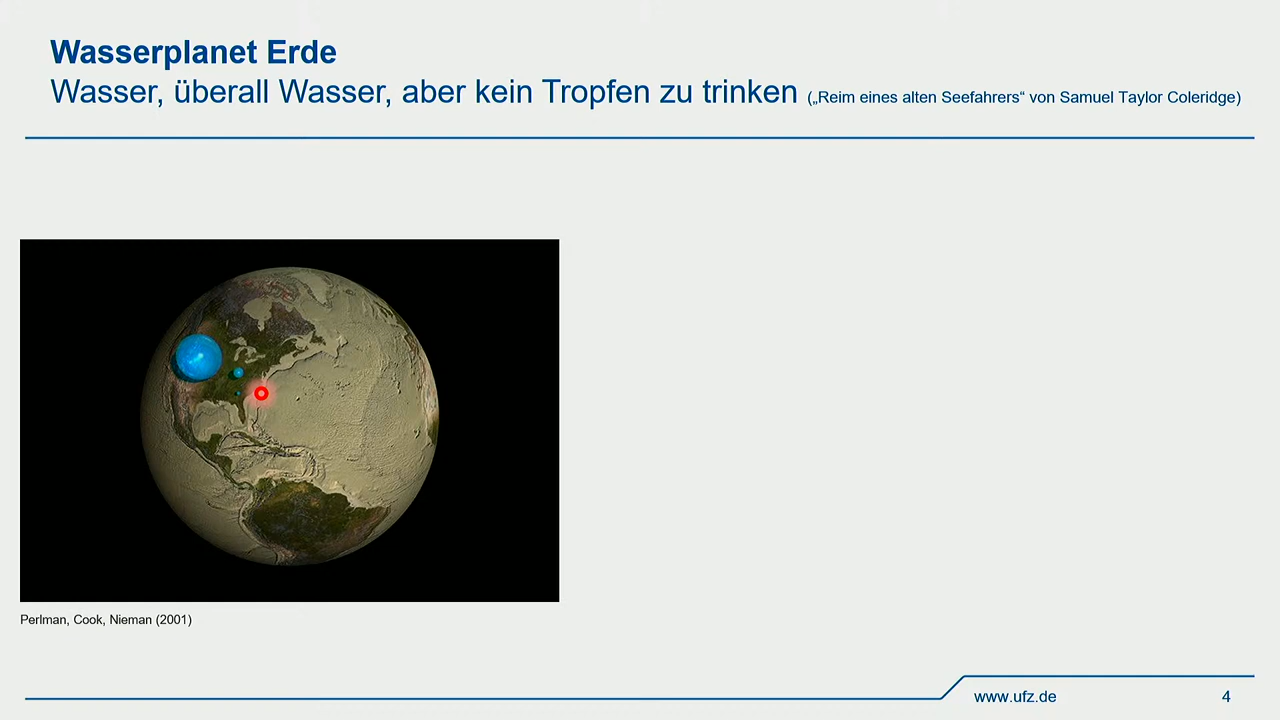 Wasserplanet Erde
Wasser, überall Wasser, aber kein Tropfen zu trinken („Reim eines alten Seefahrers“ von Samuel Taylor Coleridge)
Perlman, Cook, Nieman (2001)
www.ufz.de
4